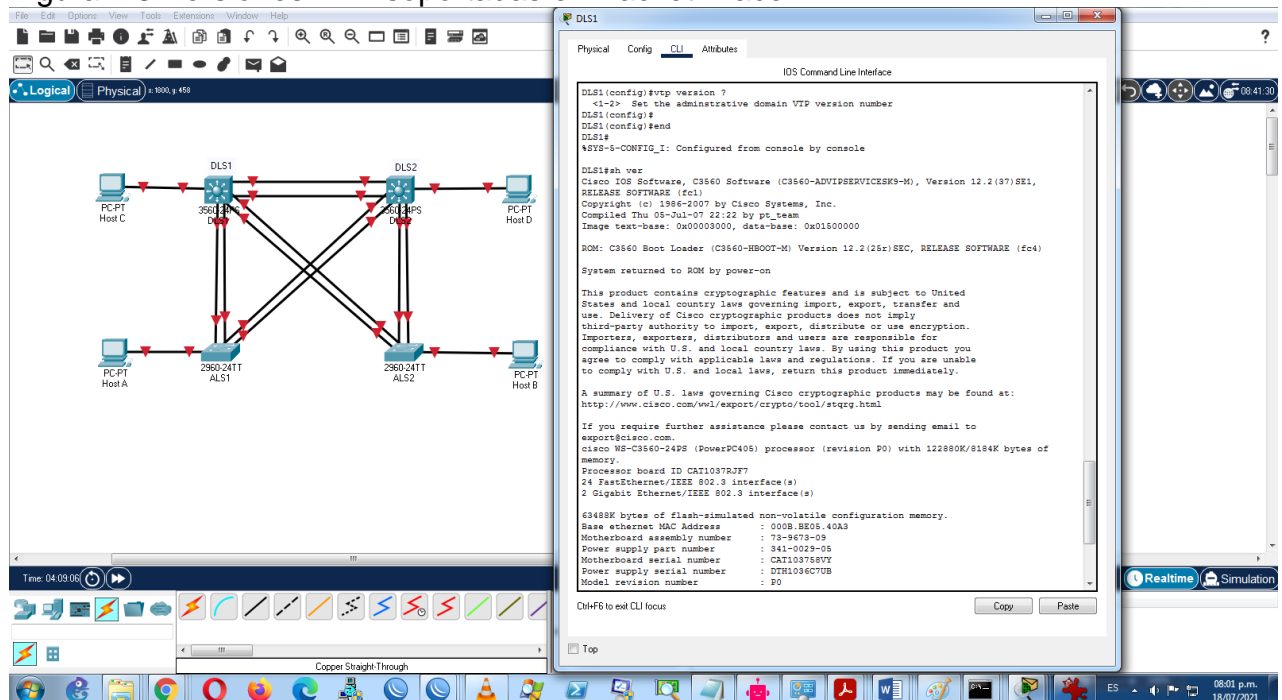 File Edit Options View Tools Extensions Window Help
DLS1
Physical Config CLI Attributes
IOS Command Line Interface
Logical Physical x: 1800, y: 458
08:41:30
DLS1(config)#vtp version ?
<1-2> Set the adminstrative domain VTP version number
DLS1(config)#
DLS1(config)#end
DLS1#
%SYS-5-CONFIG_I: Configured from console by console
DLS1#sh ver
Cisco IOS Software, C3560 Software (C3560-ADVIPSERVICESK9-M), Version 12.2(37)SE1,
RELEASE SOFTWARE (fc1)
Copyright (c) 1986-2007 by Cisco Systems, Inc.
Compiled Thu 05-Jul-07 22:22 by pt_team
Image text-base: 0x00003000, data-base: 0x01500000
ROM: C3560 Boot Loader (C3560-HBOOT-M) Version 12.2(25r)SEC, RELEASE SOFTWARE (fc4)
System returned to ROM by power-on
This product contains cryptographic features and is subject to United
States and local country laws governing import, export, transfer and
use. Delivery of Cisco cryptographic products does not imply
third-party authority to import, export, distribute or use encryption.
Importers, exporters, distributors and users are responsible for
compliance with U.S. and local country laws. By using this product you
agree to comply with applicable laws and regulations. If you are unable
to comply with U.S. and local laws, return this product immediately.
A summary of U.S. laws governing Cisco cryptographic products may be found at:
http://www.cisco.com/wwl/export/crypto/tool/stqrg.html
If you require further assistance please contact us by sending email to
export@cisco.com.
cisco WS-C3560-24PS (PowerPC405) processor (revision P0) with 122880K/8184K bytes of
memory.
Processor board ID CAT1037RJF7
24 FastEthernet/IEEE 802.3 interface(s)
2 Gigabit Ethernet/IEEE 802.3 interface(s)
63488K bytes of flash-simulated non-volatile configuration memory.
Base ethernet MAC Address : 000B.BE05.40A3
Motherboard assembly number : 73-9673-09
Power supply part number : 341-0029-05
Motherboard serial number : CAT103758VY
Power supply serial number : DTH1036C7UB
Model revision number : P0
Ctrl+F6 to exit CLI focus
Copy Paste
Top
DLS1
DLS2
PC-PT
Host C
3560-24PS
PC-PT
Host D
PC-PT
Host A
2960-24TT
ALS1
2960-24TT
ALS2
PC-PT
Host B
Time: 04:09:06
Realtime Simulation
Copper Straight-Through
ES
08:01 p.m.
18/07/2021